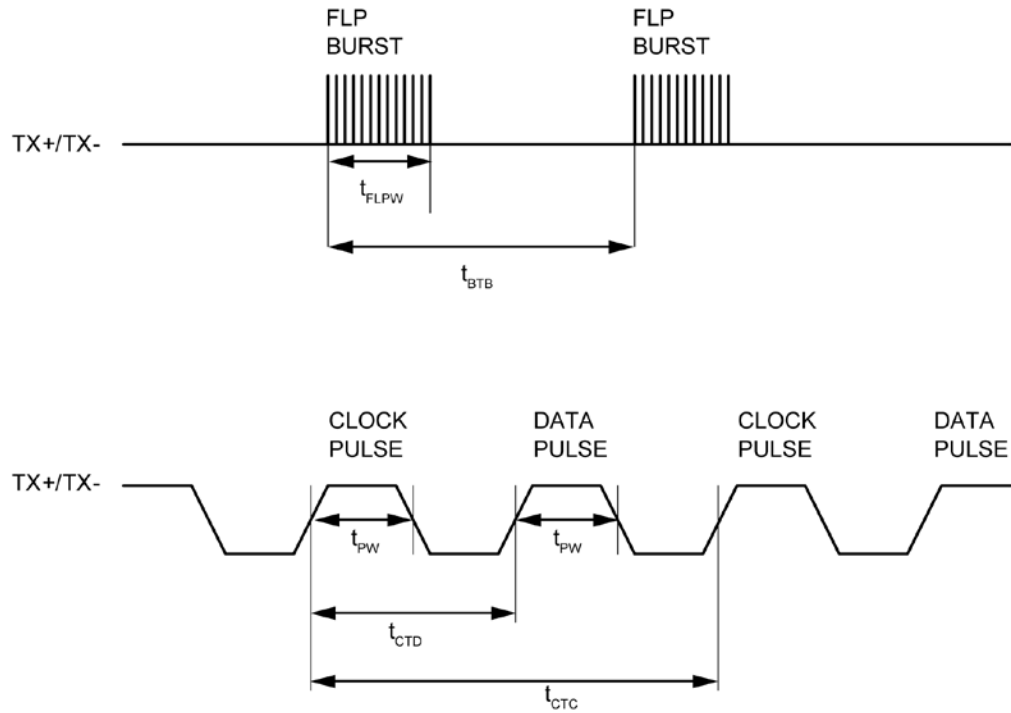 FLP
BURST
FLP
BURST
TX+/TX-
tFLPW
tBTB
CLOCK
PULSE
DATA
PULSE
CLOCK
PULSE
DATA
PULSE
TX+/TX-
tPW
tPW
tCTD
tCTC